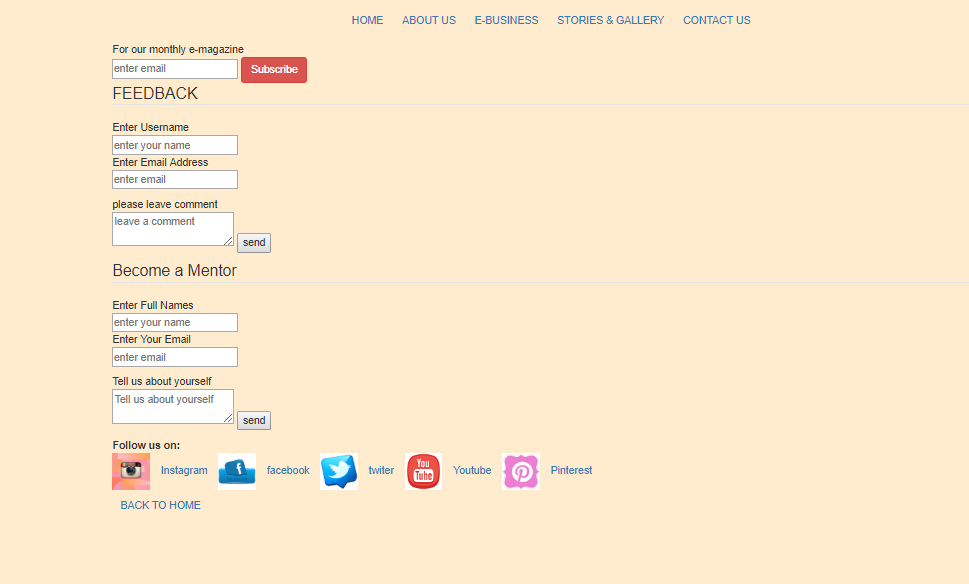 HOME ABOUT US E-BUSINESS STORIES & GALLERY CONTACT US
For our monthly e-magazine
enter email Subscribe
FEEDBACK
Enter Username
enter your name
Enter Email Address
enter email
please leave comment
leave a comment send
Become a Mentor
Enter Full Names
enter your name
Enter Your Email
enter email
Tell us about yourself
Tell us about yourself send
Follow us on:
Instagram facebook twiter You Tube Youtube Pinterest
BACK TO HOME